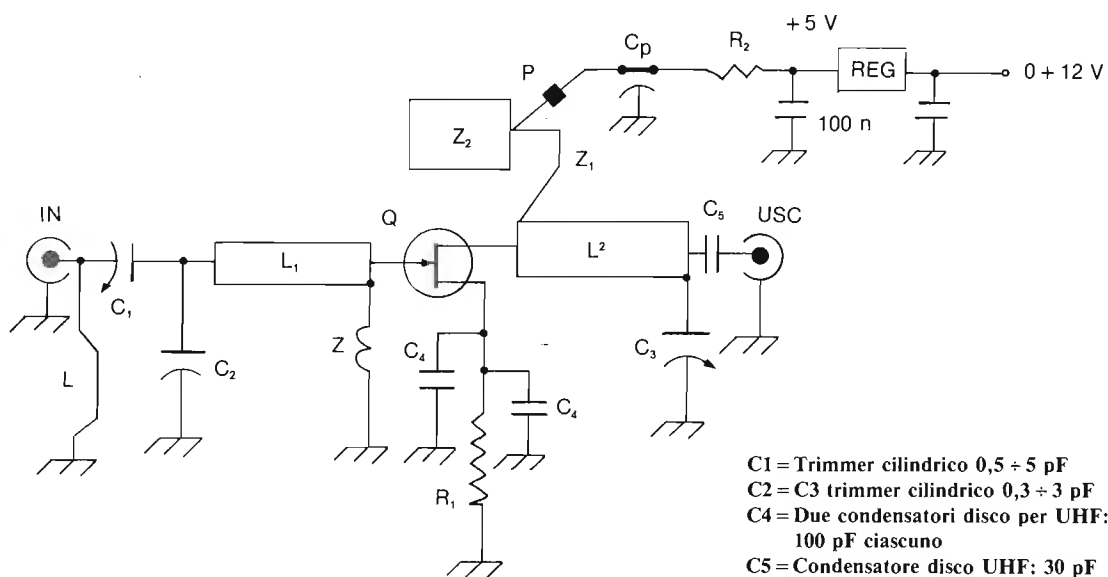 + 5 V
Cp
R2
P
REG
0 + 12 V
100 n
Z2
Z1
IN
Q
C5
USC
L1
L2
C1
Z
C4
C3
L
C2
C4
R1
C1 = Trimmer cilindrico 0,5 ÷ 5 pF
C2 = C3 trimmer cilindrico 0,3 ÷ 3 pF
C4 = Due condensatori disco per UHF:
100 pF ciascuno
C5 = Condensatore disco UHF: 30 pF